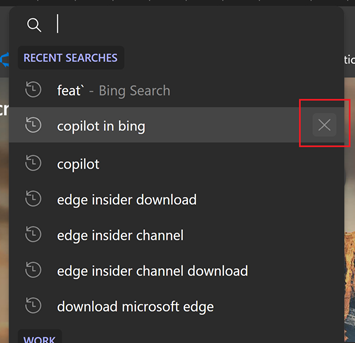 RECENT SEARCHES
feat` - Bing Search
copilot in bing
copilot
edge insider download
edge insider channel
edge insider channel download
download microsoft edge
WORK